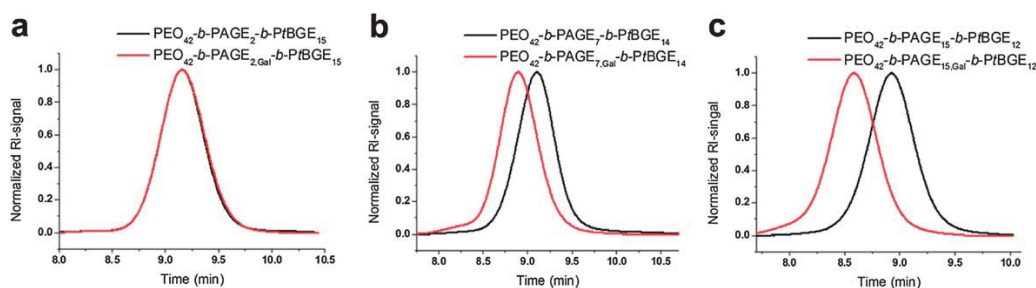 a
PEO42-b-PAGE2-b-PtBGE15
PEO42-b-PAGE2,Gal-b-PtBGE15
Normalized RI-signal
1.0
0.8
0.6
0.4
0.2
0.0
8.0 8.5 9.0 9.5 10.0 10.5
Time (min)
b
PEO42-b-PAGE7-b-PtBGE14
PEO42-b-PAGE7,Gal-b-PtBGE14
Normalized RI-signal
1.0
0.8
0.6
0.4
0.2
0.0
8.0 8.5 9.0 9.5 10.0 10.5
Time (min)
c
PEO42-b-PAGE15-b-PtBGE12
PEO42-b-PAGE15,Gal-b-PtBGE12
Normalized RI-singal
1.0
0.8
0.6
0.4
0.2
0.0
8.0 8.5 9.0 9.5 10.0
Time (min)